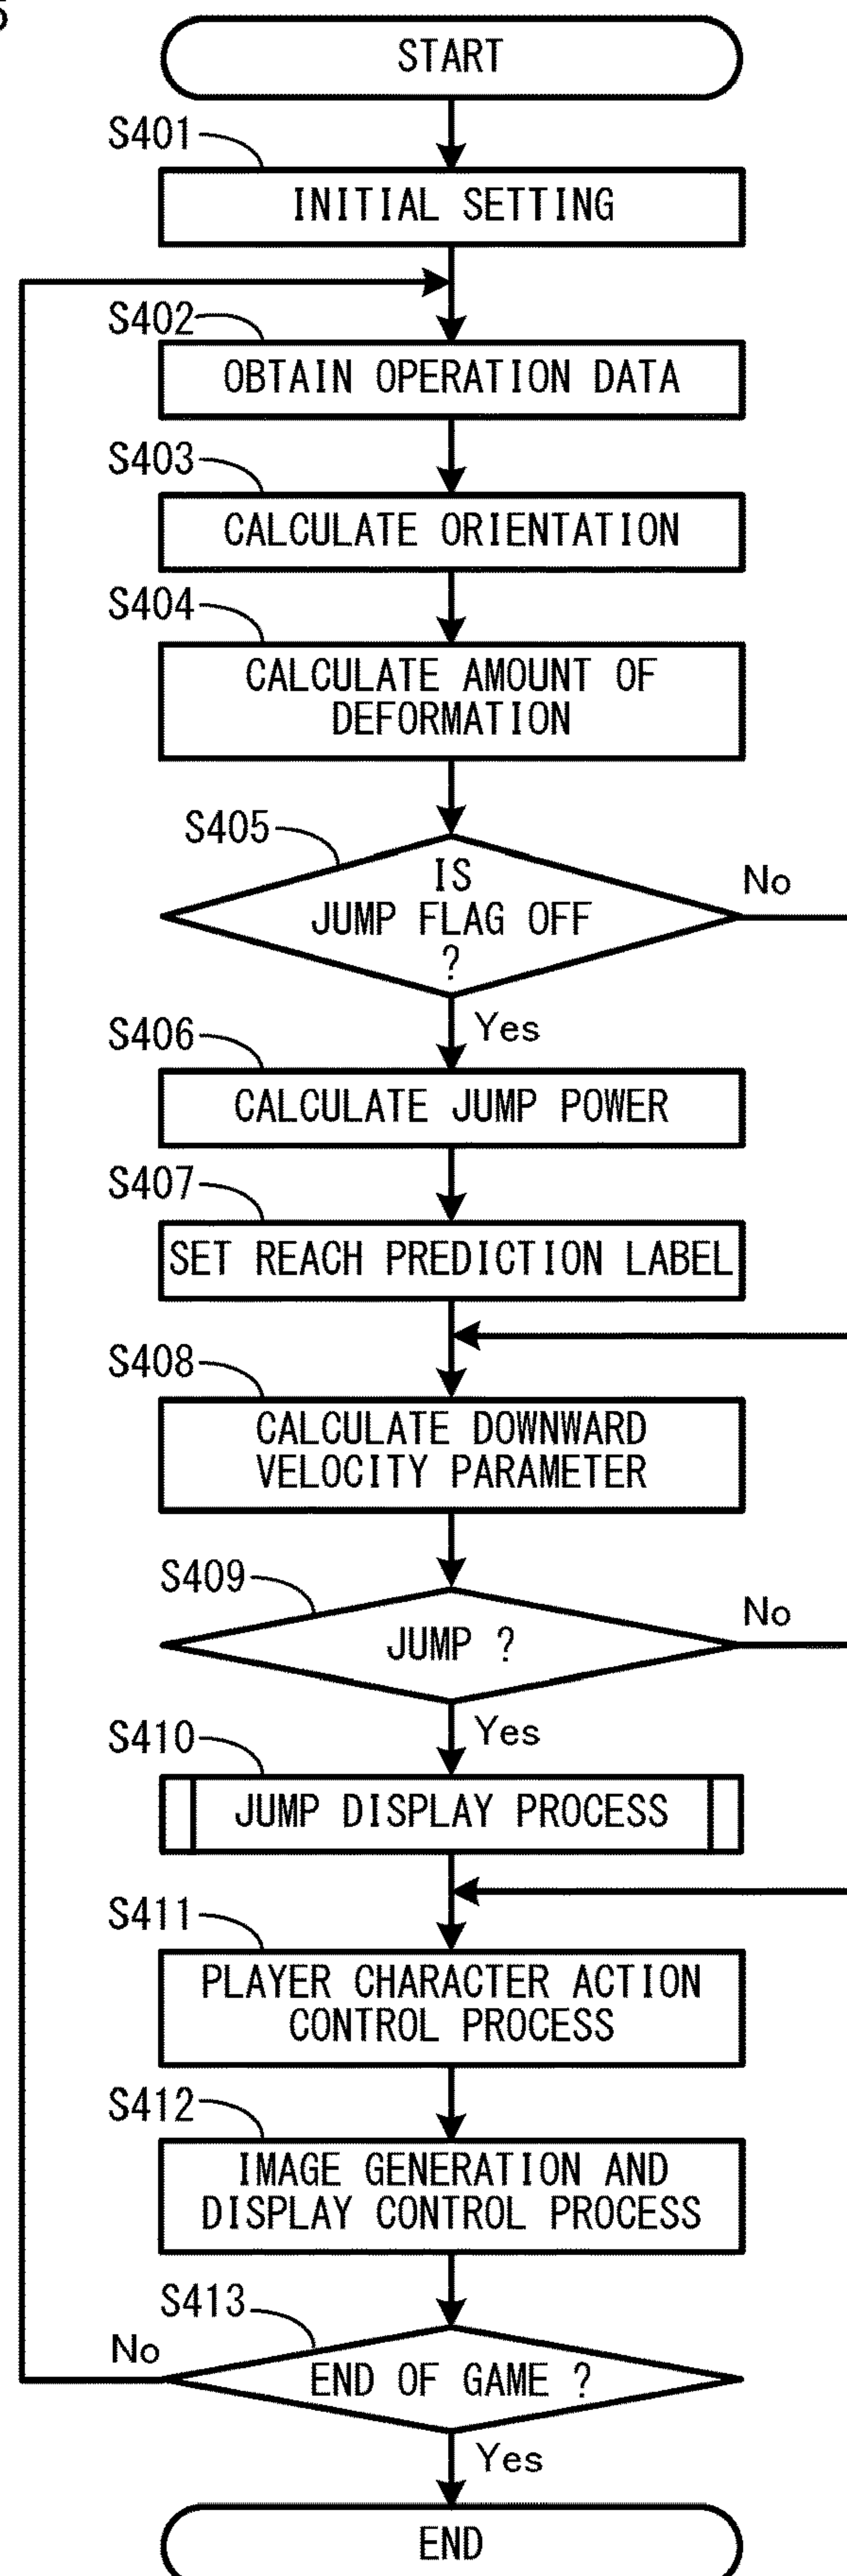 START
S401
INITIAL SETTING
S402
OBTAIN OPERATION DATA
S403
CALCULATE ORIENTATION
S404
CALCULATE AMOUNT OF
DEFORMATION
S405
IS
JUMP FLAG OFF
?
No
Yes
S406
CALCULATE JUMP POWER
S407
SET REACH PREDICTION LABEL
S408
CALCULATE DOWNWARD
VELOCITY PARAMETER
S409
JUMP ?
No
Yes
S410
JUMP DISPLAY PROCESS
S411
PLAYER CHARACTER ACTION
CONTROL PROCESS
S412
IMAGE GENERATION AND
DISPLAY CONTROL PROCESS
S413
No
END OF GAME ?
Yes
END